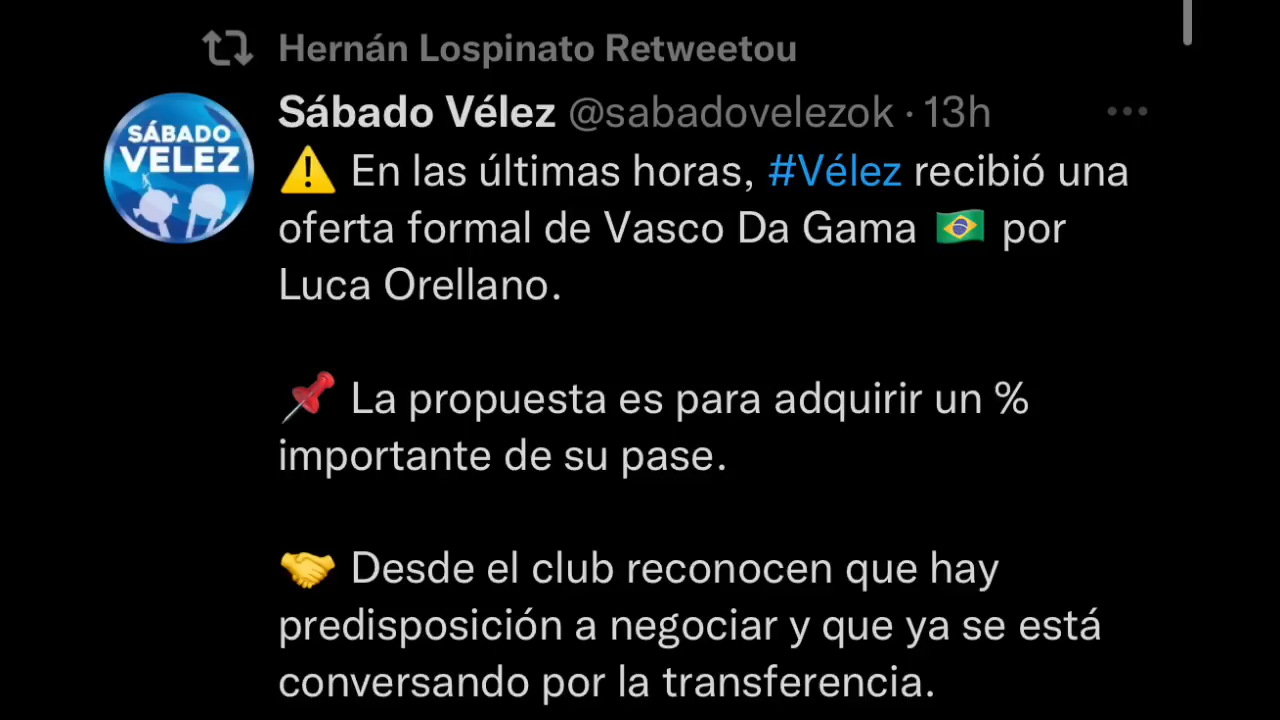 Hernán Lospinato Retweetou
Sábado Vélez @sabadovelezok · 13h
SÁBADO
VELEZ
⚠️ En las últimas horas, #Vélez recibió una
oferta formal de Vasco Da Gama 🇧🇷 por
Luca Orellano.
📌 La propuesta es para adquirir un %
importante de su pase.
🤝 Desde el club reconocen que hay
predisposición a negociar y que ya se está
conversando por la transferencia.